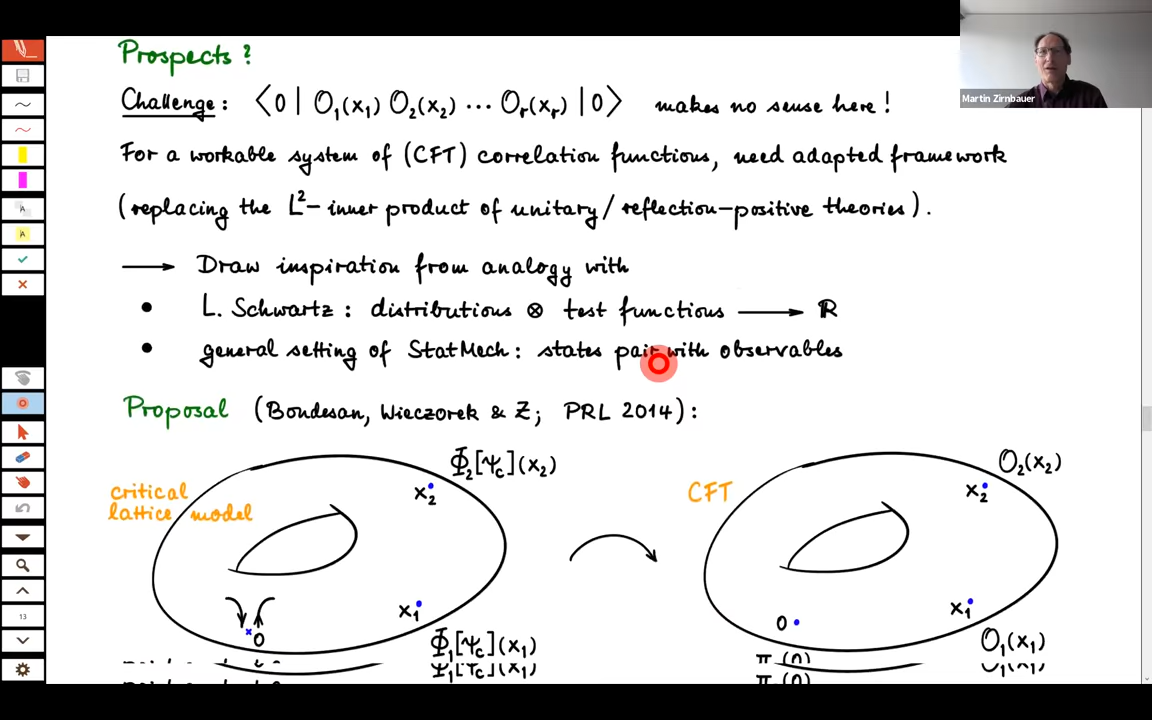 Prospects?
Martin Zirnbauer
Challenge: ⟨0| 𝕆₁(x₁) 𝕆₂(x₂) ··· 𝕆ᵣ(xᵣ) |0⟩ makes no sense here!
For a workable system of (CFT) correlation functions, need adapted framework
(replacing the L²-inner product of unitary/reflection-positive theories).
⟶ Draw inspiration from analogy with
• L. Schwartz: distributions ⊗ test functions ⟶ ℝ
• general setting of StatMech: states pair with observables
Proposal (Bondesan, Wieczorek & Z; PRL 2014):
Φ₂[Ψc](x₂)
𝕆₂(x₂)
critical
lattice model
x₂
CFT
x₂
x₁
x₁
0
0
Φ₁[Ψc](x₁)
𝕆₁(x₁)
A
A
13